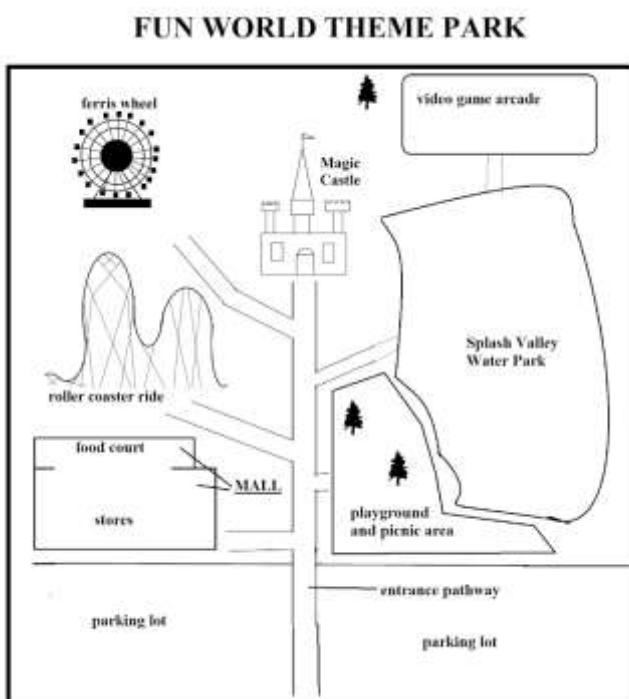 FUN WORLD THEME PARK
ferris wheel
video game arcade
Magic
Castle
Splash Valley
Water Park
roller coaster ride
food court
MALL
stores
playground
and picnic area
entrance pathway
parking lot
parking lot